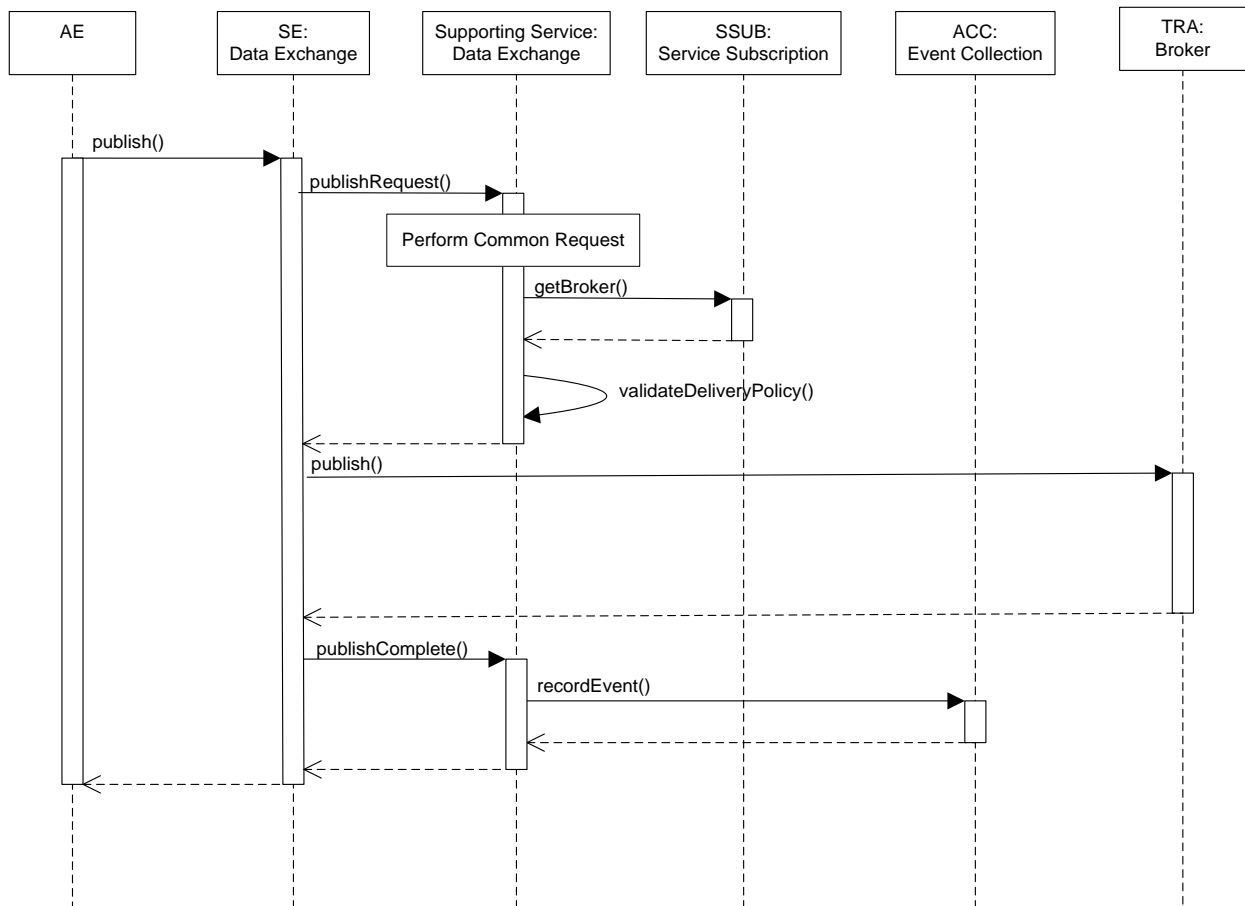 AE
SE:
Data Exchange
Supporting Service:
Data Exchange
SSUB:
Service Subscription
ACC:
Event Collection
TRA:
Broker
publish()
publishRequest()
Perform Common Request
getBroker()
validateDeliveryPolicy()
publish()
publishComplete()
recordEvent()